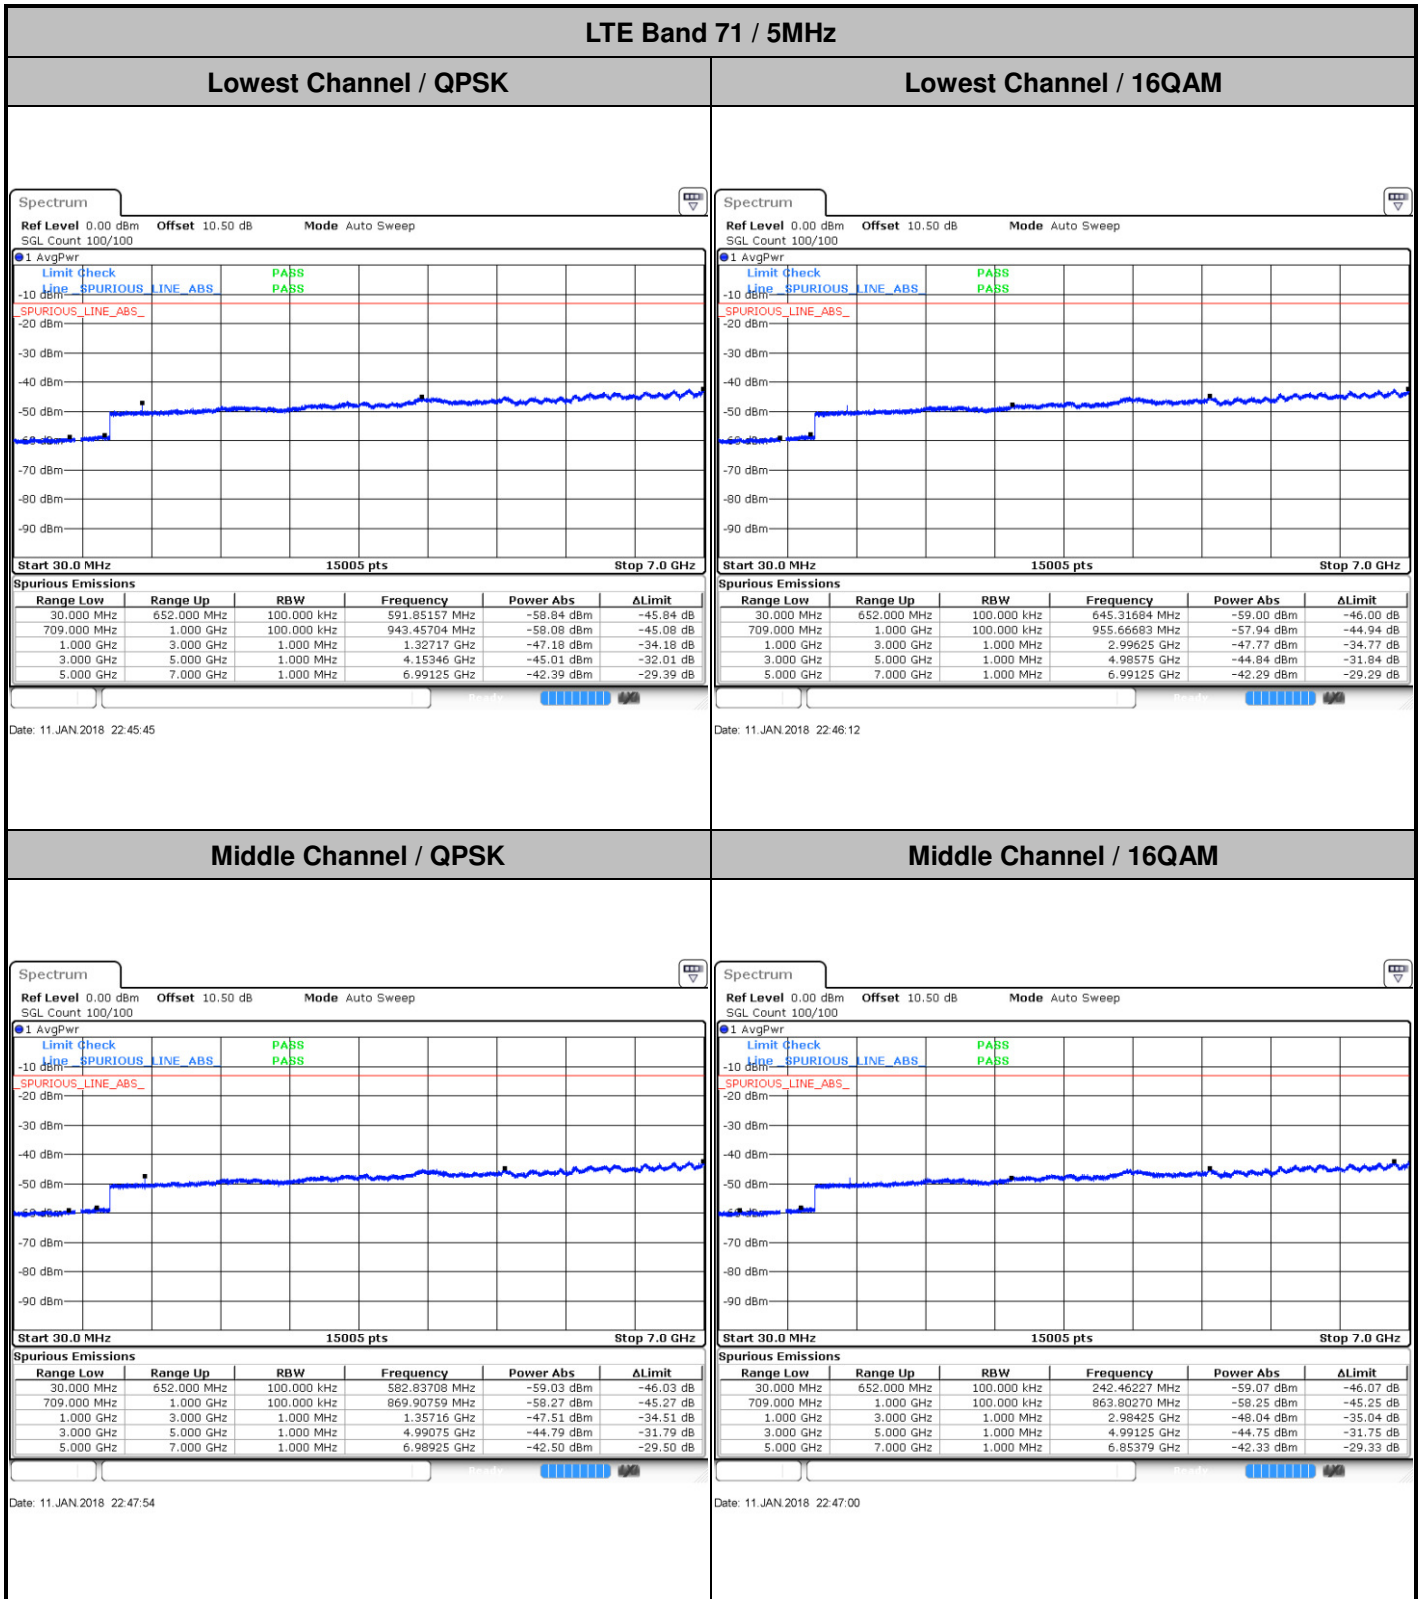 LTE Band 71 / 5MHz
Lowest Channel / QPSK
Lowest Channel / 16QAM
Spectrum
Ref Level 0.00 dBm Offset 10.50 dB Mode Auto Sweep
SGL Count 100/100
1 AvgPwr
Limit Check PASS
Line _SPURIOUS_LINE_ABS_ PASS
-10 dBm
_SPURIOUS_LINE_ABS_
-20 dBm
-30 dBm
-40 dBm
-50 dBm
-60 dBm
-70 dBm
-80 dBm
-90 dBm
Start 30.0 MHz 15005 pts Stop 7.0 GHz
Spurious Emissions
Range Low Range Up RBW Frequency Power Abs ΔLimit
30.000 MHz 652.000 MHz 100.000 kHz 591.85157 MHz -58.84 dBm -45.84 dB
709.000 MHz 1.000 GHz 100.000 kHz 943.45704 MHz -58.08 dBm -45.08 dB
1.000 GHz 3.000 GHz 1.000 MHz 1.32717 GHz -47.18 dBm -34.18 dB
3.000 GHz 5.000 GHz 1.000 MHz 4.15346 GHz -45.01 dBm -32.01 dB
5.000 GHz 7.000 GHz 1.000 MHz 6.99125 GHz -42.39 dBm -29.39 dB
Ready
Date: 11.JAN.2018 22:45:45
Spectrum
Ref Level 0.00 dBm Offset 10.50 dB Mode Auto Sweep
SGL Count 100/100
1 AvgPwr
Limit Check PASS
Line _SPURIOUS_LINE_ABS_ PASS
-10 dBm
_SPURIOUS_LINE_ABS_
-20 dBm
-30 dBm
-40 dBm
-50 dBm
-60 dBm
-70 dBm
-80 dBm
-90 dBm
Start 30.0 MHz 15005 pts Stop 7.0 GHz
Spurious Emissions
Range Low Range Up RBW Frequency Power Abs ΔLimit
30.000 MHz 652.000 MHz 100.000 kHz 645.31684 MHz -59.00 dBm -46.00 dB
709.000 MHz 1.000 GHz 100.000 kHz 955.66683 MHz -57.94 dBm -44.94 dB
1.000 GHz 3.000 GHz 1.000 MHz 2.99625 GHz -47.77 dBm -34.77 dB
3.000 GHz 5.000 GHz 1.000 MHz 4.98575 GHz -44.84 dBm -31.84 dB
5.000 GHz 7.000 GHz 1.000 MHz 6.99125 GHz -42.29 dBm -29.29 dB
Ready
Date: 11.JAN.2018 22:46:12
Middle Channel / QPSK
Middle Channel / 16QAM
Spectrum
Ref Level 0.00 dBm Offset 10.50 dB Mode Auto Sweep
SGL Count 100/100
1 AvgPwr
Limit Check PASS
Line _SPURIOUS_LINE_ABS_ PASS
-10 dBm
_SPURIOUS_LINE_ABS_
-20 dBm
-30 dBm
-40 dBm
-50 dBm
-60 dBm
-70 dBm
-80 dBm
-90 dBm
Start 30.0 MHz 15005 pts Stop 7.0 GHz
Spurious Emissions
Range Low Range Up RBW Frequency Power Abs ΔLimit
30.000 MHz 652.000 MHz 100.000 kHz 582.83708 MHz -59.03 dBm -46.03 dB
709.000 MHz 1.000 GHz 100.000 kHz 869.90759 MHz -58.27 dBm -45.27 dB
1.000 GHz 3.000 GHz 1.000 MHz 1.35716 GHz -47.51 dBm -34.51 dB
3.000 GHz 5.000 GHz 1.000 MHz 4.99075 GHz -44.79 dBm -31.79 dB
5.000 GHz 7.000 GHz 1.000 MHz 6.98925 GHz -42.50 dBm -29.50 dB
Ready
Date: 11.JAN.2018 22:47:54
Spectrum
Ref Level 0.00 dBm Offset 10.50 dB Mode Auto Sweep
SGL Count 100/100
1 AvgPwr
Limit Check PASS
Line _SPURIOUS_LINE_ABS_ PASS
-10 dBm
_SPURIOUS_LINE_ABS_
-20 dBm
-30 dBm
-40 dBm
-50 dBm
-60 dBm
-70 dBm
-80 dBm
-90 dBm
Start 30.0 MHz 15005 pts Stop 7.0 GHz
Spurious Emissions
Range Low Range Up RBW Frequency Power Abs ΔLimit
30.000 MHz 652.000 MHz 100.000 kHz 242.46227 MHz -59.07 dBm -46.07 dB
709.000 MHz 1.000 GHz 100.000 kHz 863.80270 MHz -58.25 dBm -45.25 dB
1.000 GHz 3.000 GHz 1.000 MHz 2.98425 GHz -48.04 dBm -35.04 dB
3.000 GHz 5.000 GHz 1.000 MHz 4.99125 GHz -44.75 dBm -31.75 dB
5.000 GHz 7.000 GHz 1.000 MHz 6.85379 GHz -42.33 dBm -29.33 dB
Ready
Date: 11.JAN.2018 22:47:00